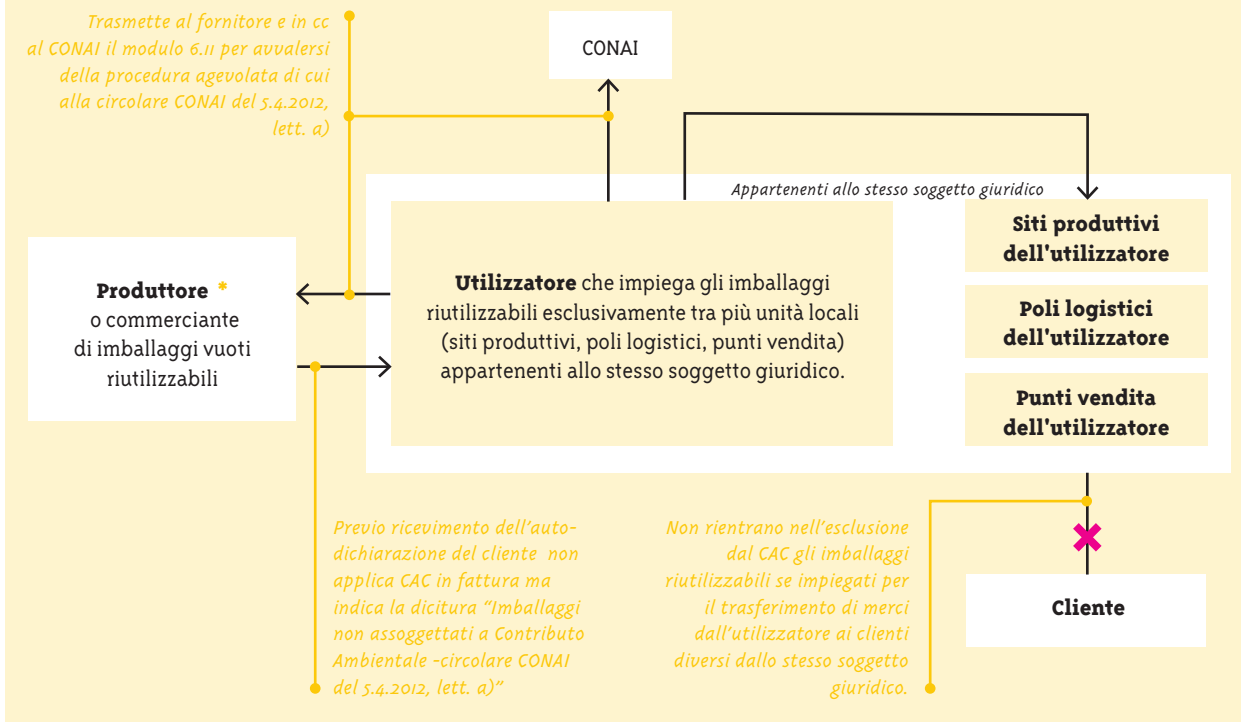 Trasmette al fornitore e in cc
al CONAI il modulo 6.11 per avvalersi
della procedura agevolata di cui
alla circolare CONAI del 5.4.2012,
lett. a)
CONAI
Appartenenti allo stesso soggetto giuridico
Produttore *
o commerciante
di imballaggi vuoti
riutilizzabili
Utilizzatore che impiega gli imballaggi
riutilizzabili esclusivamente tra più unità locali
(siti produttivi, poli logistici, punti vendita)
appartenenti allo stesso soggetto giuridico.
Siti produttivi
dell'utilizzatore
Poli logistici
dell'utilizzatore
Punti vendita
dell'utilizzatore
Previo ricevimento dell'auto-
dichiarazione del cliente non
applica CAC in fattura ma
indica la dicitura "Imballaggi
non assoggettati a Contributo
Ambientale -circolare CONAI
del 5.4.2012, lett. a)"
Non rientrano nell'esclusione
dal CAC gli imballaggi
riutilizzabili se impiegati per
il trasferimento di merci
dall'utilizzatore ai clienti
diversi dallo stesso soggetto
giuridico.
Cliente